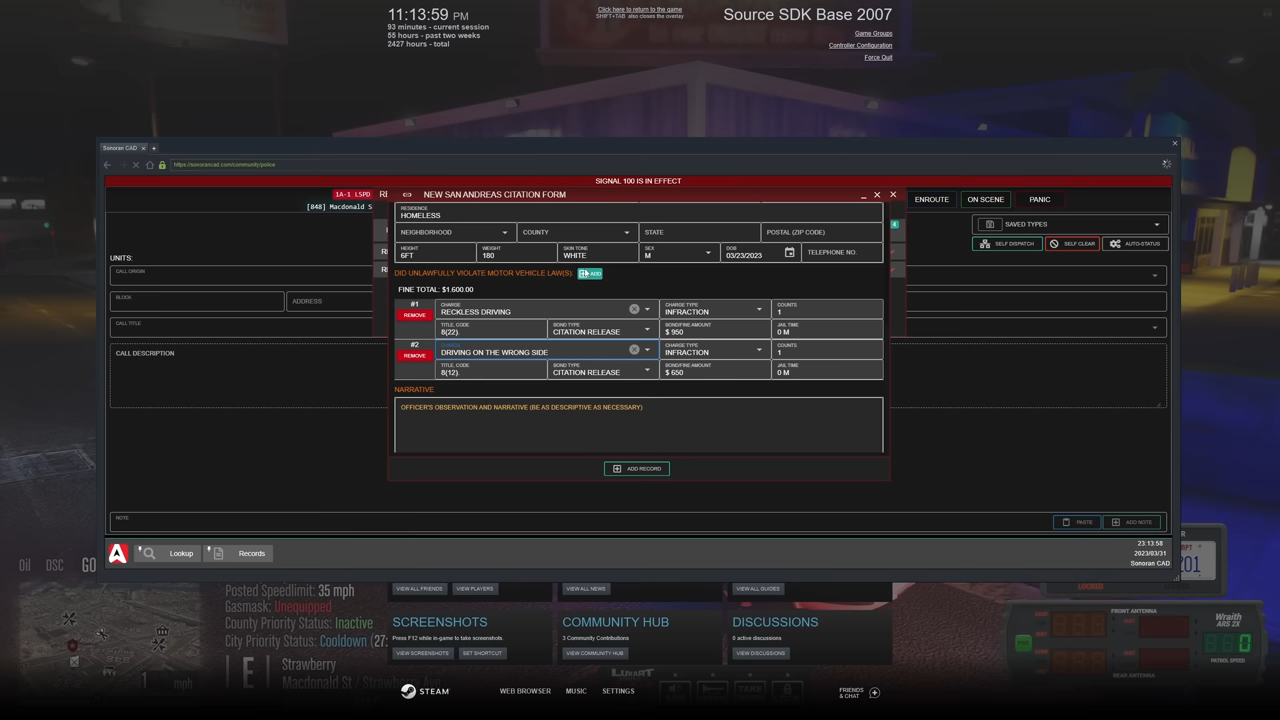 11:13:59 PM
93 minutes - current session
55 hours - past two weeks
2427 hours - total
Click here to return to the game
SHIFT+TAB also closes the overlay
Source SDK Base 2007
Game Groups
Controller Configuration
Force Quit
Sonoran CAD
https://sonorancad.com/community/police
SIGNAL 100 IS IN EFFECT
1A-1 LSPD
[848] Macdonald S
NEW SAN ANDREAS CITATION FORM
ENROUTE
ON SCENE
PANIC
SAVED TYPES
SELF DISPATCH
SELF CLEAR
AUTO-STATUS
UNITS:
CALL ORIGIN
BLOCK
ADDRESS
CALL TITLE
CALL DESCRIPTION
RESIDENCE
HOMELESS
NEIGHBORHOOD
COUNTY
STATE
POSTAL (ZIP CODE)
HEIGHT
6FT
WEIGHT
180
SKIN TONE
WHITE
SEX
M
DOB
03/23/2023
TELEPHONE NO.
DID UNLAWFULLY VIOLATE MOTOR VEHICLE LAW(S):
ADD
FINE TOTAL: $1,600.00
#1
REMOVE
CHARGE
RECKLESS DRIVING
CHARGE TYPE
INFRACTION
COUNTS
1
TITLE, CODE
8(22).
BOND TYPE
CITATION RELEASE
BOND/FINE AMOUNT
$ 950
JAIL TIME
0 M
#2
REMOVE
CHARGE
DRIVING ON THE WRONG SIDE
CHARGE TYPE
INFRACTION
COUNTS
1
TITLE, CODE
8(12).
BOND TYPE
CITATION RELEASE
BOND/FINE AMOUNT
$ 650
JAIL TIME
0 M
NARRATIVE
OFFICER'S OBSERVATION AND NARRATIVE (BE AS DESCRIPTIVE AS NECESSARY)
ADD RECORD
NOTE
PASTE
ADD NOTE
Lookup
Records
23:13:58
2023/03/31
Sonoran CAD
Oil DSC
Posted Speedlimit: 35 mph
Gasmask: Unequipped
County Priority Status: Inactive
City Priority Status: Cooldown (27:
E
Strawberry
Macdonald St / Strawberry Ave
mph
VIEW ALL FRIENDS
VIEW PLAYERS
VIEW ALL NEWS
VIEW ALL GUIDES
SCREENSHOTS
Press F12 while in-game to take screenshots.
VIEW SCREENSHOTS
SET SHORTCUT
COMMUNITY HUB
3 Community Contributions
VIEW COMMUNITY HUB
DISCUSSIONS
0 active discussions
VIEW DISCUSSIONS
LOCKED
FRONT ANTENNA
Wraith
ARS 2X
0
PATROL SPEED
REAR ANTENNA
STEAM
WEB BROWSER
MUSIC
SETTINGS
FRIENDS
& CHAT